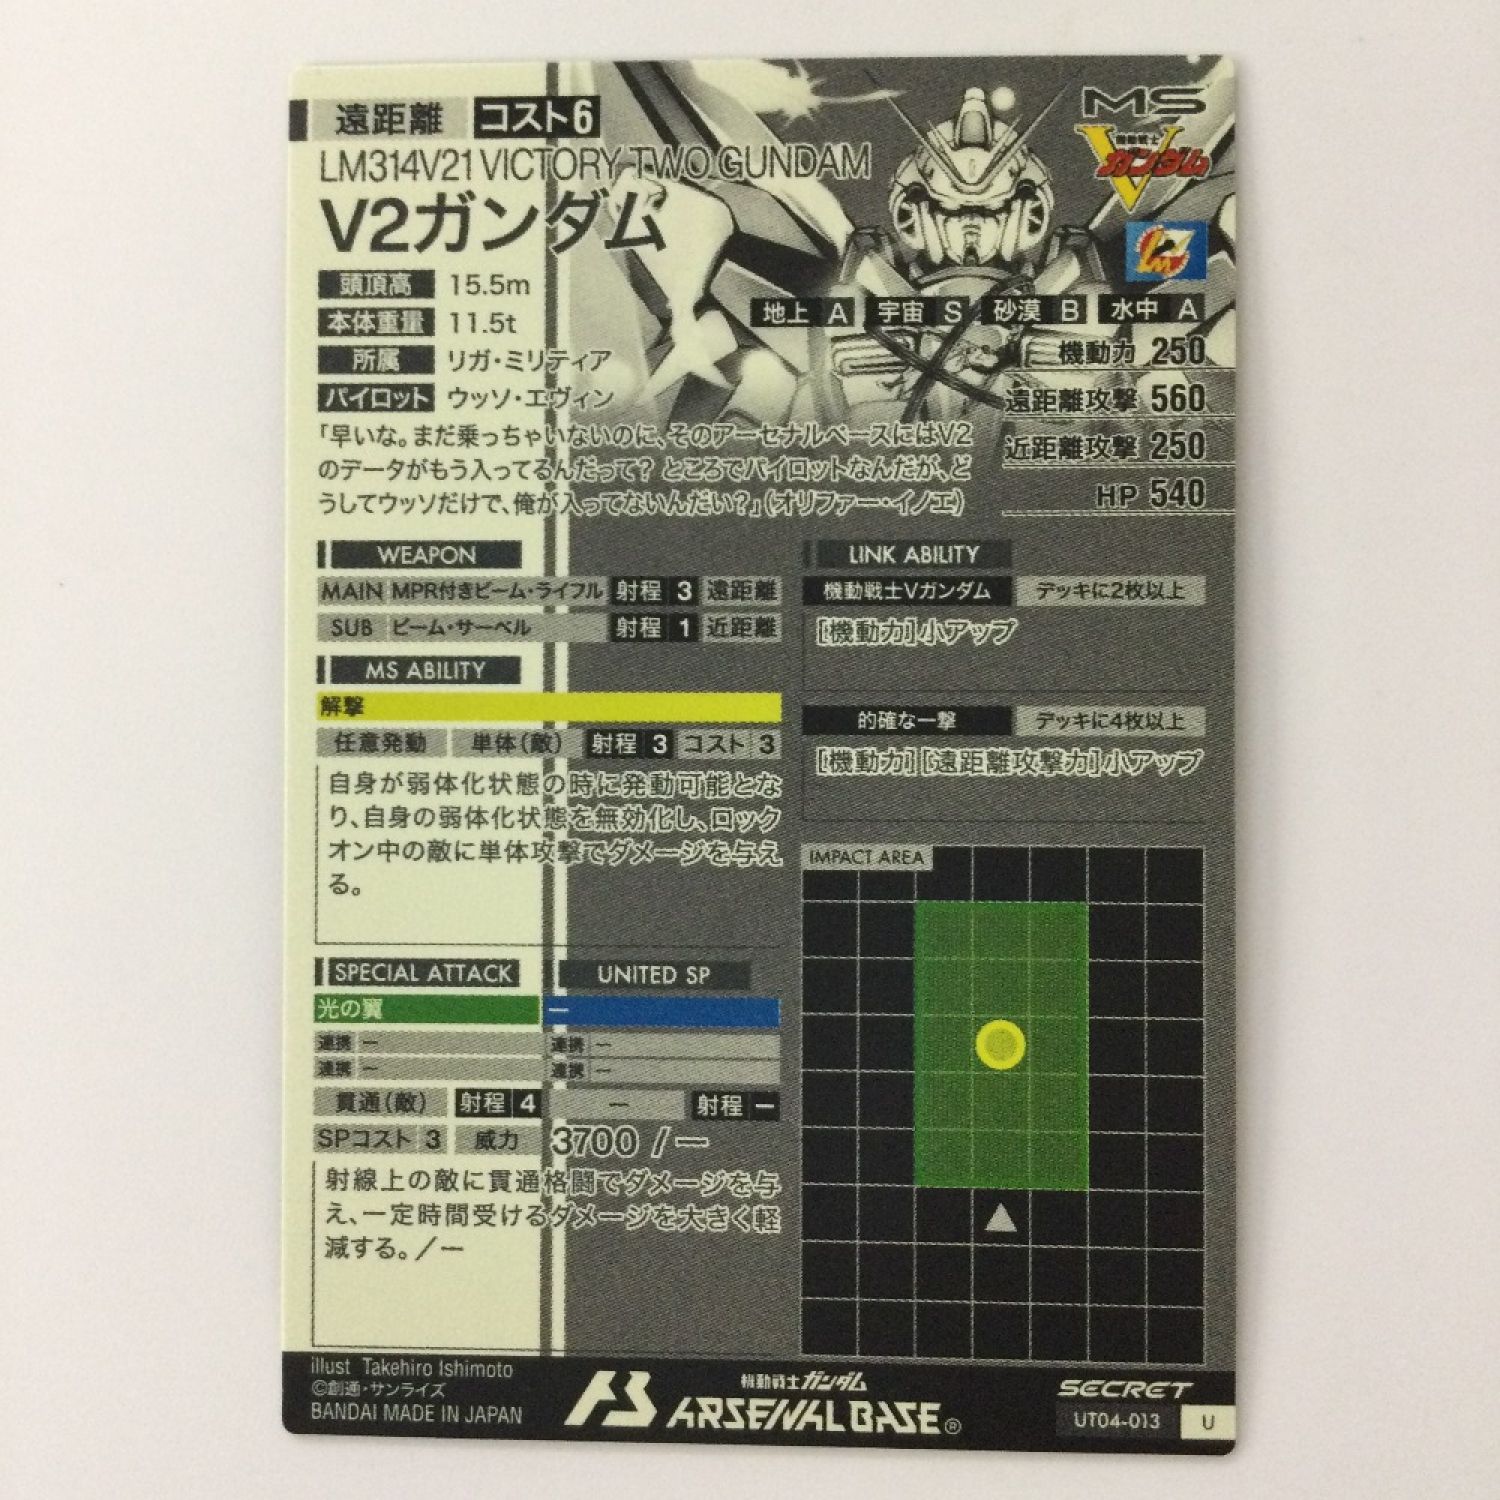 遠距離 コスト6
MS
LM314V21 VICTORY TWO GUNDAM
機動戦士 Vガンダム
V2ガンダム
頭頂高 15.5m
本体重量 11.5t
所属 リガ・ミリティア
パイロット ウッソ・エヴィン
地上 A 宇宙 S 砂漠 B 水中 A
機動力 250
遠距離攻撃 560
近距離攻撃 250
HP 540
「早いな。まだ乗っちゃいないのに、そのアーセナルベースにはV2
のデータがもう入ってるんだって? ところでパイロットなんだが、ど
うしてウッソだけで、俺が入ってないんだい?」(オリファー・イノエ)
WEAPON
MAIN MPR付きビーム・ライフル 射程 3 遠距離
SUB ビーム・サーベル 射程 1 近距離
MS ABILITY
解撃
任意発動 単体(敵) 射程 3 コスト 3
自身が弱体化状態の時に発動可能とな
り、自身の弱体化状態を無効化し、ロック
オン中の敵に単体攻撃でダメージを与え
る。
LINK ABILITY
機動戦士Vガンダム デッキに2枚以上
[機動力]小アップ
的確な一撃 デッキに4枚以上
[機動力][遠距離攻撃力]小アップ
IMPACT AREA
SPECIAL ATTACK UNITED SP
光の翼 ー
連携 ー 連携 ー
連携 ー 連携 ー
貫通(敵) 射程 4 ー 射程 ー
SPコスト 3 威力 3700 / ー
射線上の敵に貫通格闘でダメージを与
え、一定時間受けるダメージを大きく軽
減する。/ー
illust Takehiro Ishimoto
©創通・サンライズ
BANDAI MADE IN JAPAN
機動戦士ガンダム
ARSENAL BASE®
SECRET
UT04-013 U